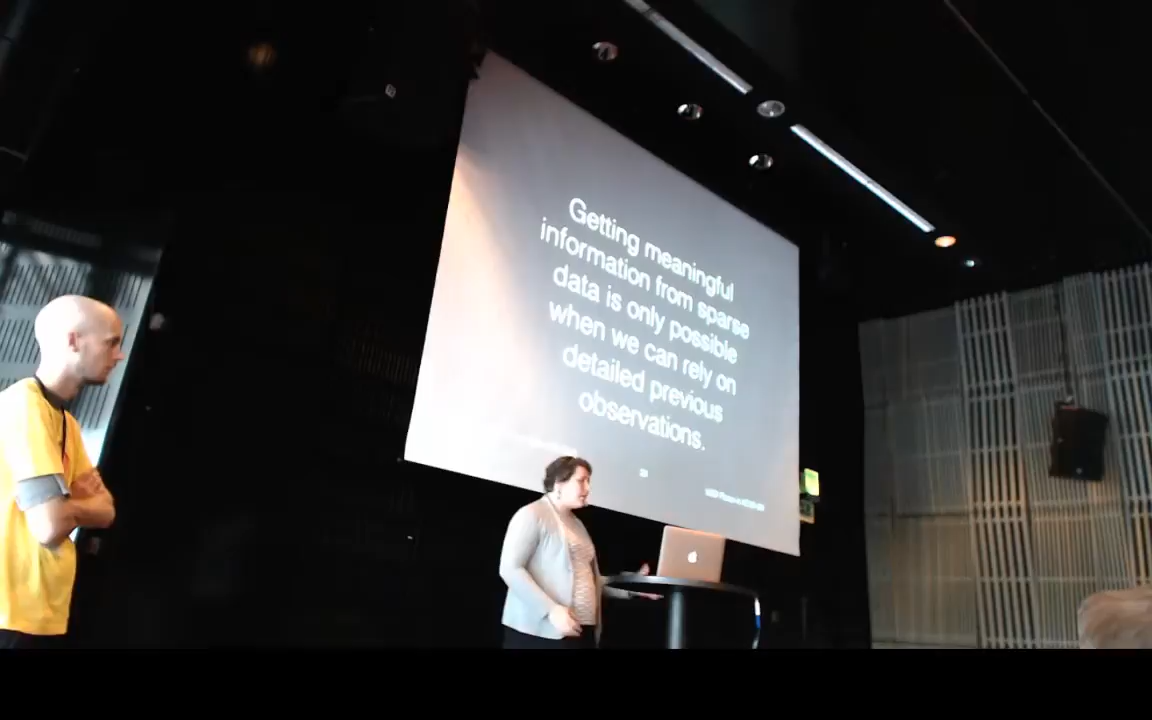 Getting meaningful
information from sparse
data is only possible
when we can rely on
detailed previous
observations.